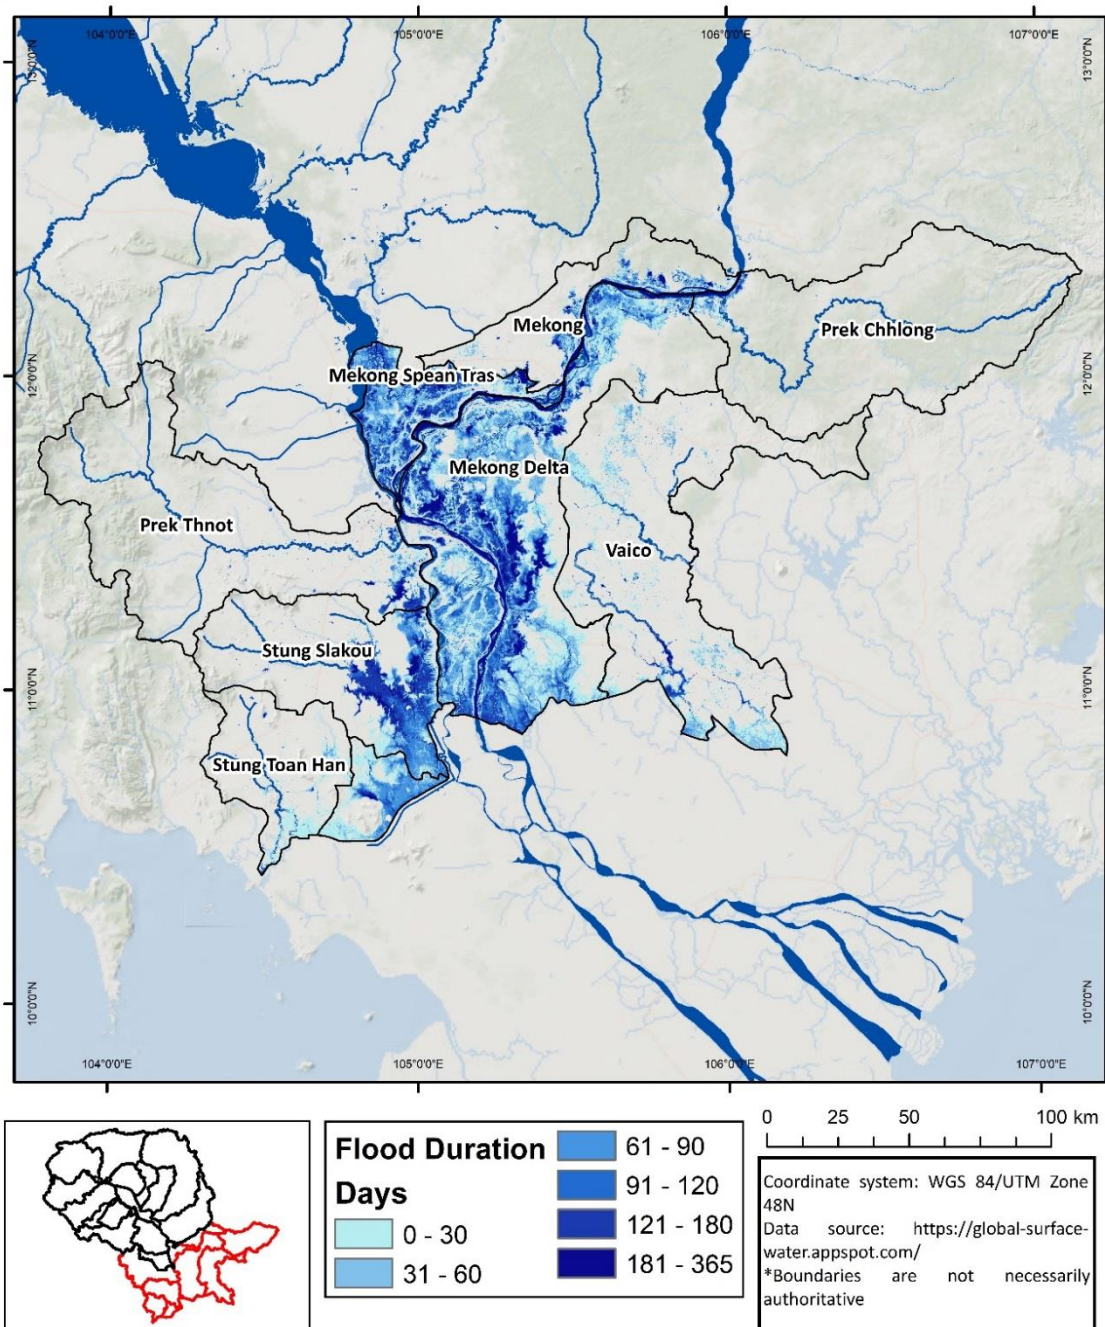 104°0'0"E
105°0'0"E
106°0'0"E
107°0'0"E
13°0'0"N
13°0'0"N
Mekong
Prek Chhlong
Mekong Spean Tras
12°0'0"N
12°0'0"N
Mekong Delta
Prek Thnot
Vaico
Stung Slakou
11°0'0"N
11°0'0"N
Stung Toan Han
10°0'0"N
10°0'0"N
104°0'0"E
105°0'0"E
106°0'0"E
107°0'0"E
Flood Duration
Days
0 - 30
31 - 60
61 - 90
91 - 120
121 - 180
181 - 365
0 25 50 100 km
Coordinate system: WGS 84/UTM Zone
48N
Data source: https://global-surface-
water.appspot.com/
*Boundaries are not necessarily
authoritative